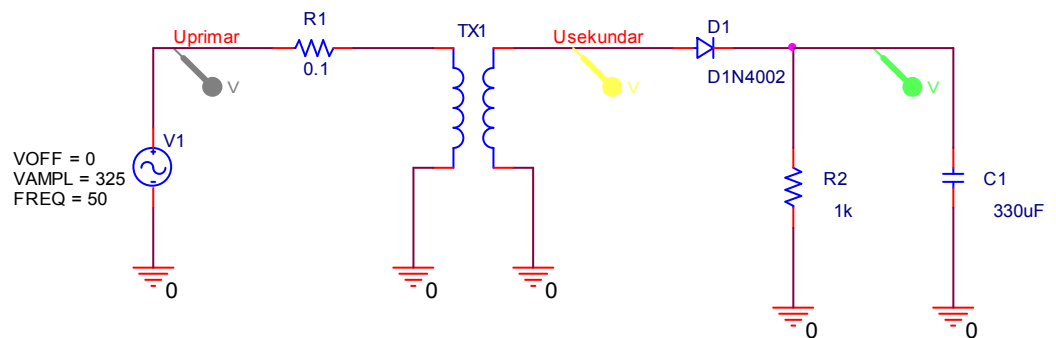 R1
0.1
TX1
D1
D1N4002
Uprimar
Usekundar
V
V
V
V1
VOFF = 0
VAMPL = 325
FREQ = 50
R2
1k
C1
330uF
0
0
0
0
0